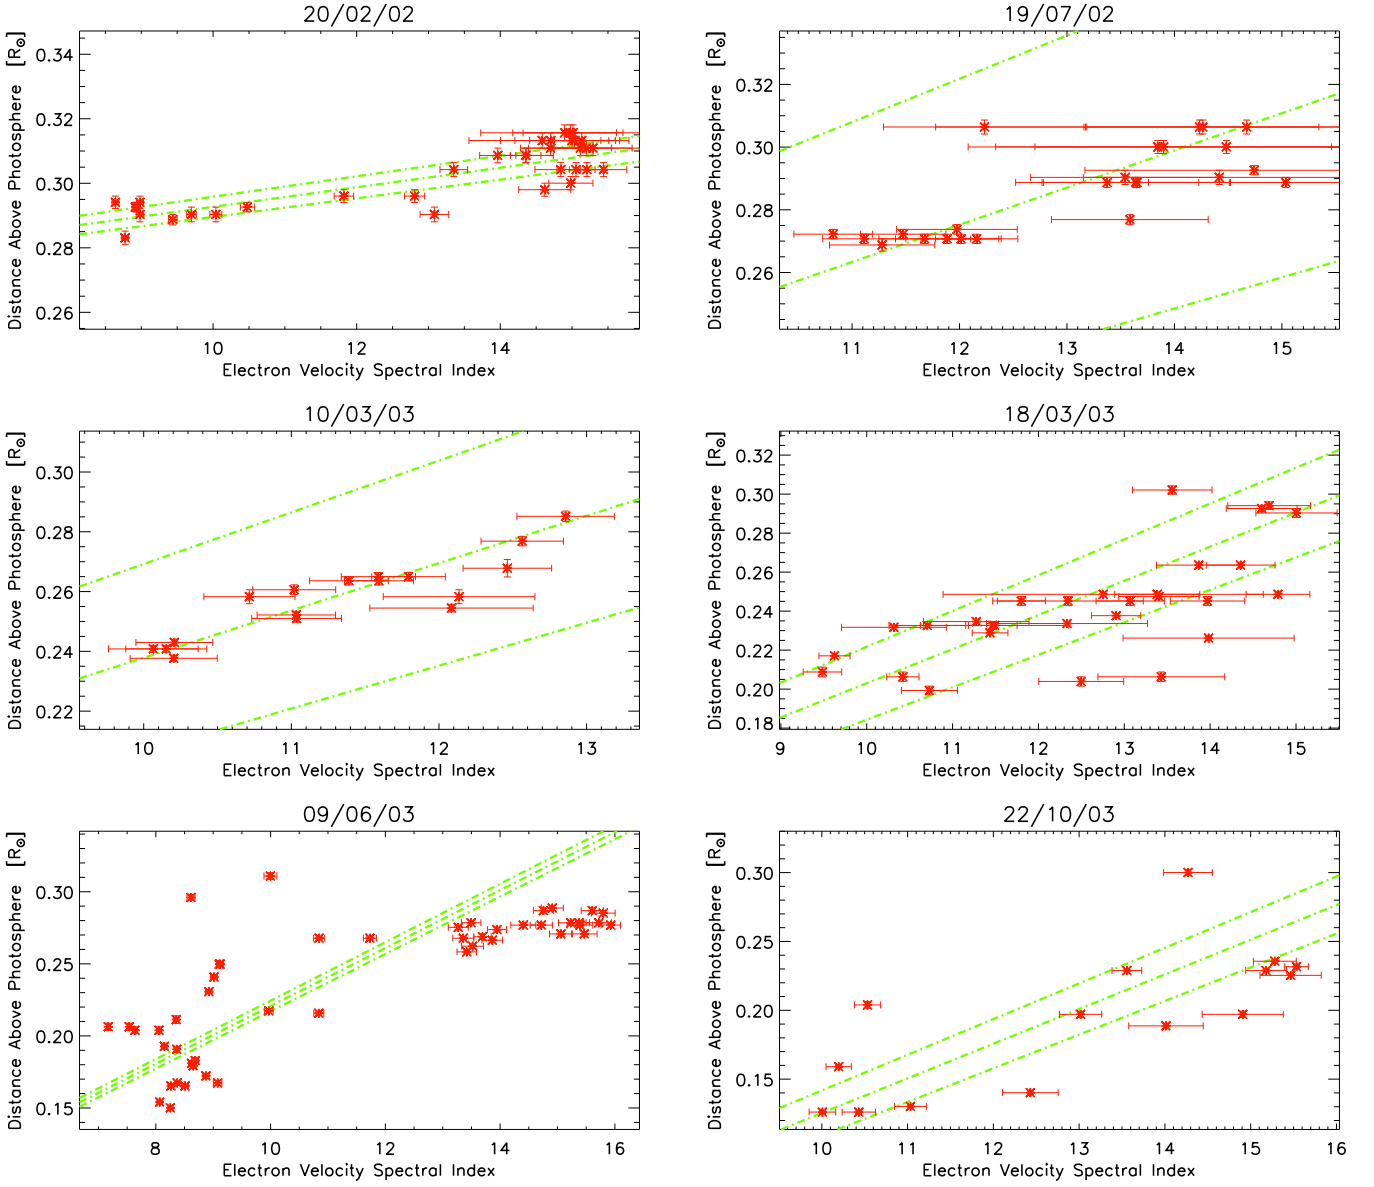 20/02/02
Distance Above Photosphere [R⊙]
0.34
0.32
0.30
0.28
0.26
10 12 14
Electron Velocity Spectral Index
19/07/02
Distance Above Photosphere [R⊙]
0.32
0.30
0.28
0.26
11 12 13 14 15
Electron Velocity Spectral Index
10/03/03
Distance Above Photosphere [R⊙]
0.30
0.28
0.26
0.24
0.22
10 11 12 13
Electron Velocity Spectral Index
18/03/03
Distance Above Photosphere [R⊙]
0.32
0.30
0.28
0.26
0.24
0.22
0.20
0.18
9 10 11 12 13 14 15
Electron Velocity Spectral Index
09/06/03
Distance Above Photosphere [R⊙]
0.30
0.25
0.20
0.15
8 10 12 14 16
Electron Velocity Spectral Index
22/10/03
Distance Above Photosphere [R⊙]
0.30
0.25
0.20
0.15
10 11 12 13 14 15 16
Electron Velocity Spectral Index